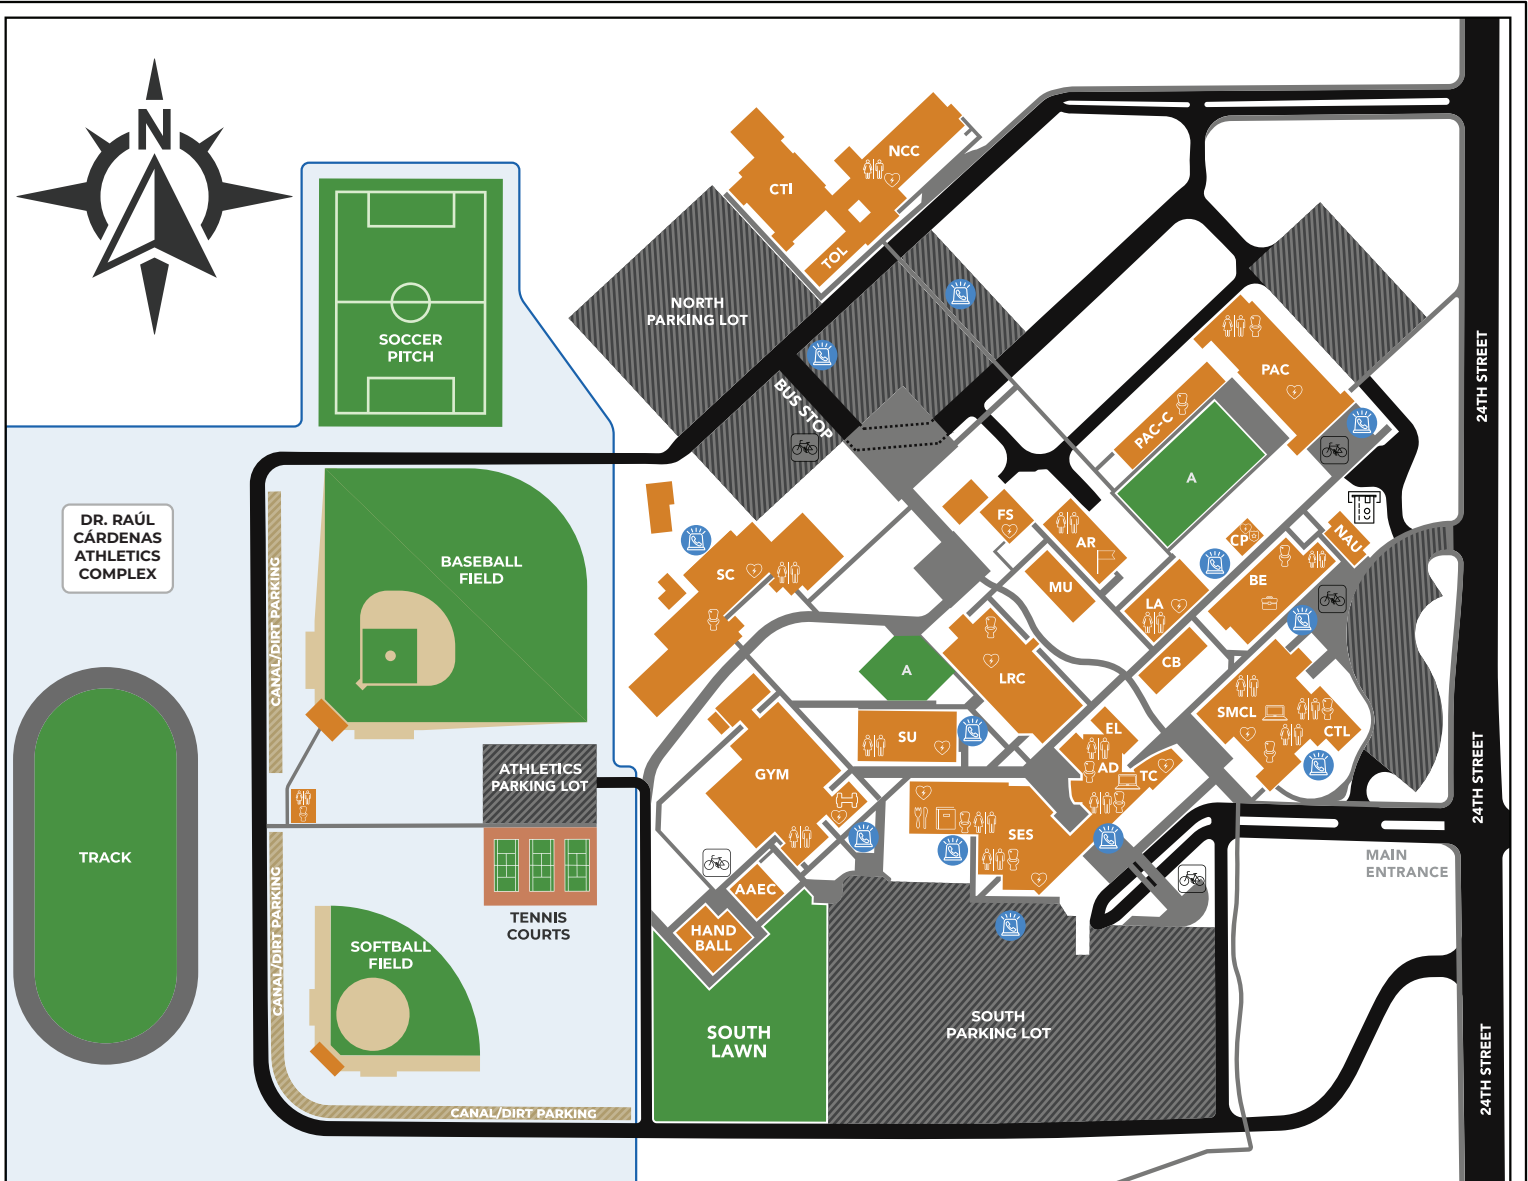 N
NCC
CTI
TOL
NORTH
PARKING LOT
SOCCER
PITCH
BUS STOP
PAC
PAC-C
A
24TH STREET
DR. RAÚL
CÁRDENAS
ATHLETICS
COMPLEX
BASEBALL
FIELD
CANAL/DIRT PARKING
FS
AR
MU
SC
CP
NAU
BE
LA
CB
LRC
A
SMCL
CTL
EL
AD
TC
SU
GYM
SES
ATHLETICS
PARKING LOT
24TH STREET
TRACK
TENNIS
COURTS
AAEC
HAND
BALL
MAIN
ENTRANCE
SOFTBALL
FIELD
CANAL/DIRT PARKING
SOUTH
LAWN
SOUTH
PARKING LOT
24TH STREET
CANAL/DIRT PARKING